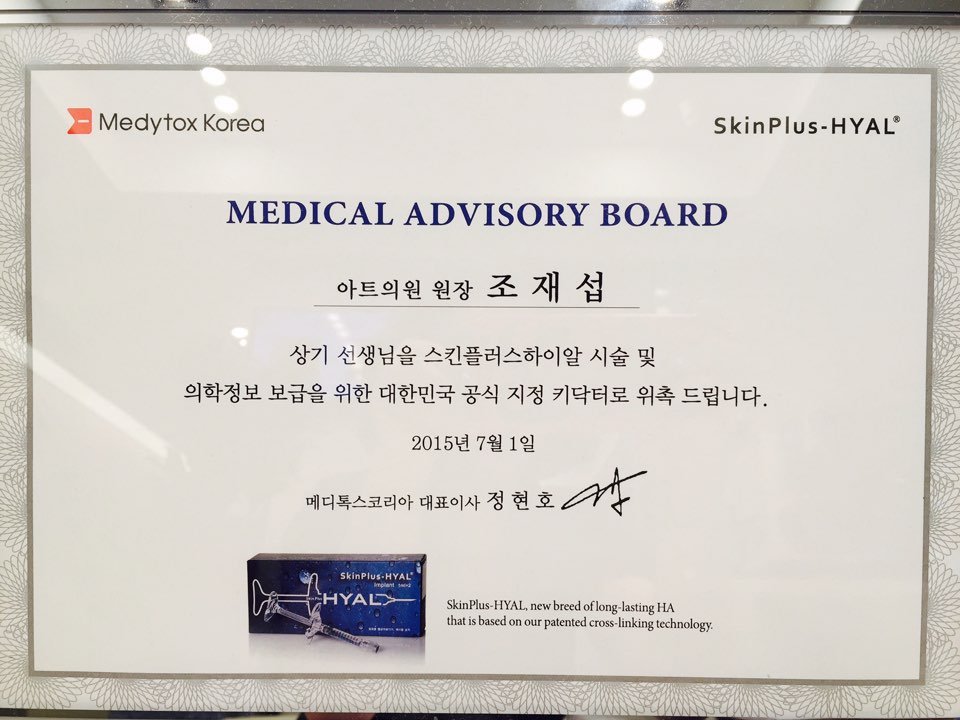 Medytox Korea
SkinPlus-HYAL®
MEDICAL ADVISORY BOARD
아트의원 원장 조재섭
상기 선생님을 스킨플러스하이알 시술 및
의학정보 보급을 위한 대한민국 공식 지정 키닥터로 위촉 드립니다.
2015년 7월 1일
메디톡스코리아 대표이사 정현호
SkinPlus-HYAL®
Implant
Skin Plus HYAL
SkinPlus-HYAL, new breed of long-lasting HA
that is based on our patented cross-linking technology.